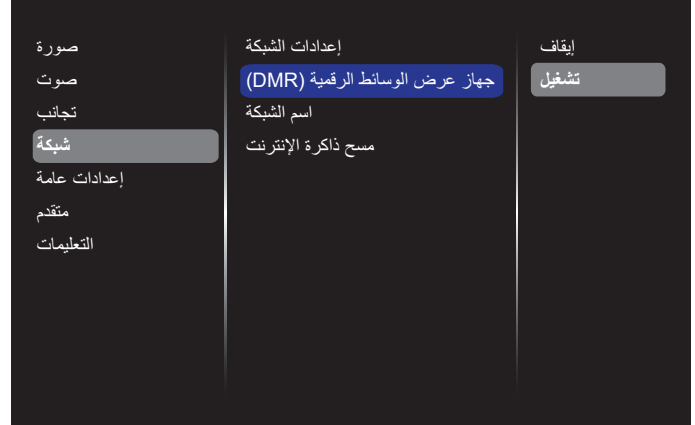 صورة
صوت
تجانب
شبكة
إعدادات عامة
متقدم
التعليمات
إعدادات الشبكة
جهاز عرض الوسائط الرقمية (DMR)
اسم الشبكة
مسح ذاكرة الإنترنت
إيقاف
تشغيل